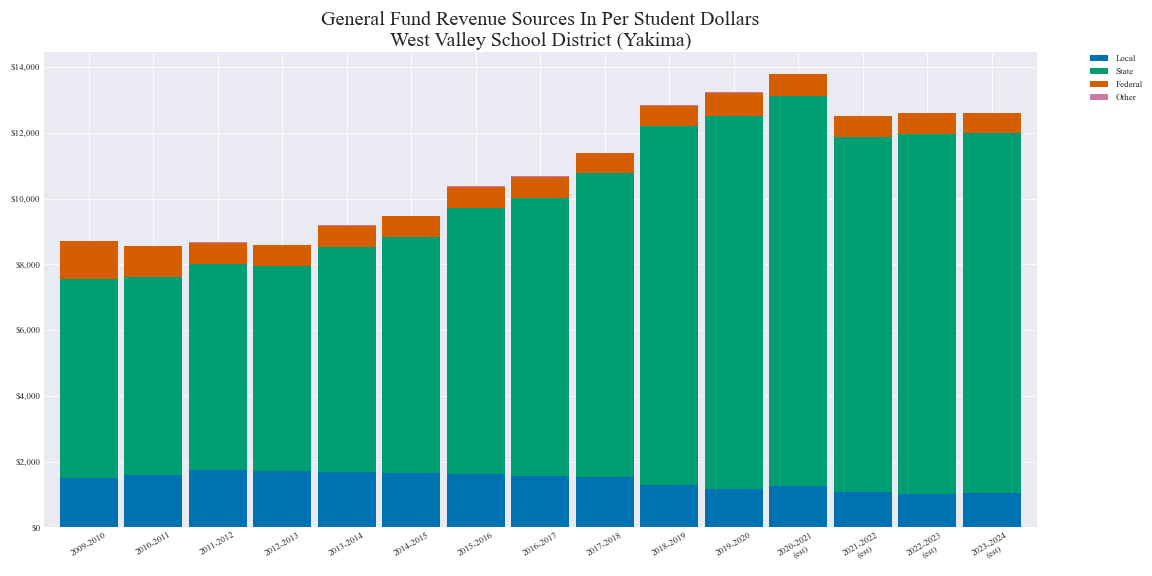 General Fund Revenue Sources In Per Student Dollars
West Valley School District (Yakima)
Local
State
Federal
Other
$14,000
$12,000
$10,000
$8,000
$6,000
$4,000
$2,000
$0
2009-2010
2010-2011
2011-2012
2012-2013
2013-2014
2014-2015
2015-2016
2016-2017
2017-2018
2018-2019
2019-2020
2020-2021
(est)
2021-2022
(est)
2022-2023
(est)
2023-2024
(est)